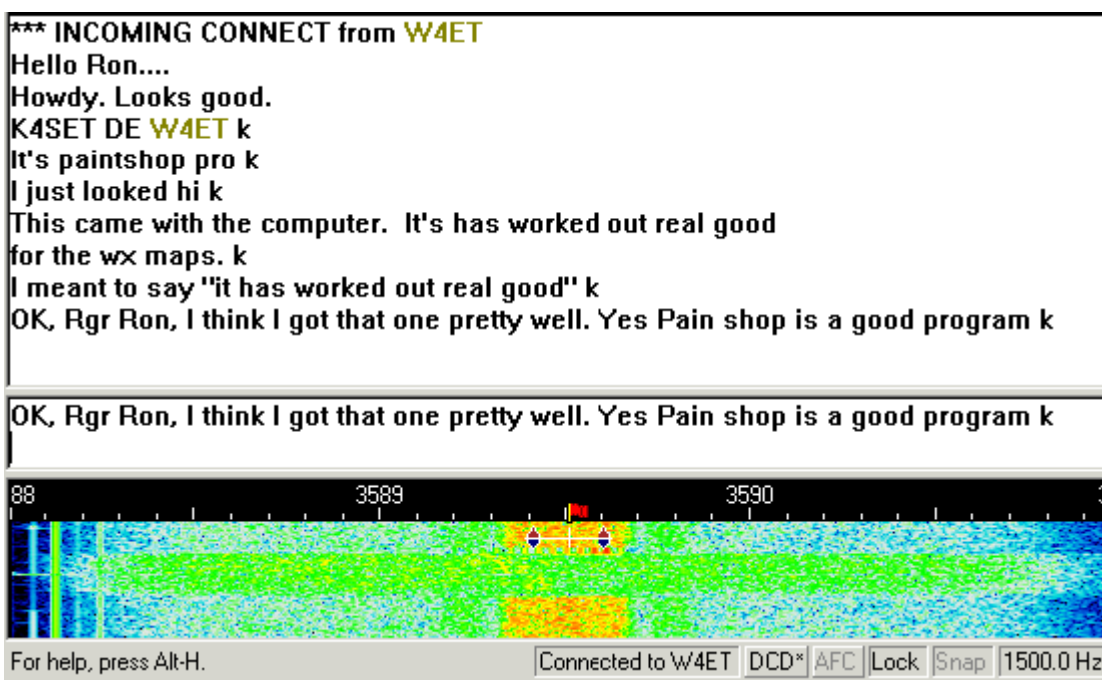 *** INCOMING CONNECT from W4ET
Hello Ron....
Howdy. Looks good.
K4SET DE W4ET k
It's paintshop pro k
I just looked hi k
This came with the computer.  It's has worked out real good
for the wx maps. k
I meant to say "it has worked out real good" k
OK, Rgr Ron, I think I got that one pretty well. Yes Pain shop is a good program k
OK, Rgr Ron, I think I got that one pretty well. Yes Pain shop is a good program k
88 3589 3590
For help, press Alt-H. Connected to W4ET DCD* AFC Lock Snap 1500.0 Hz